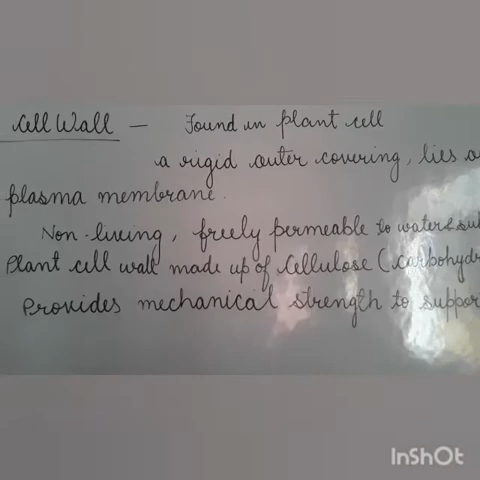 Cell Wall — Found in plant cell
a rigid outer covering, lies
plasma membrane.
Non-living, freely permeable to water &
Plant cell wall made up of Cellulose (
Provides mechanical strength to
InShOt